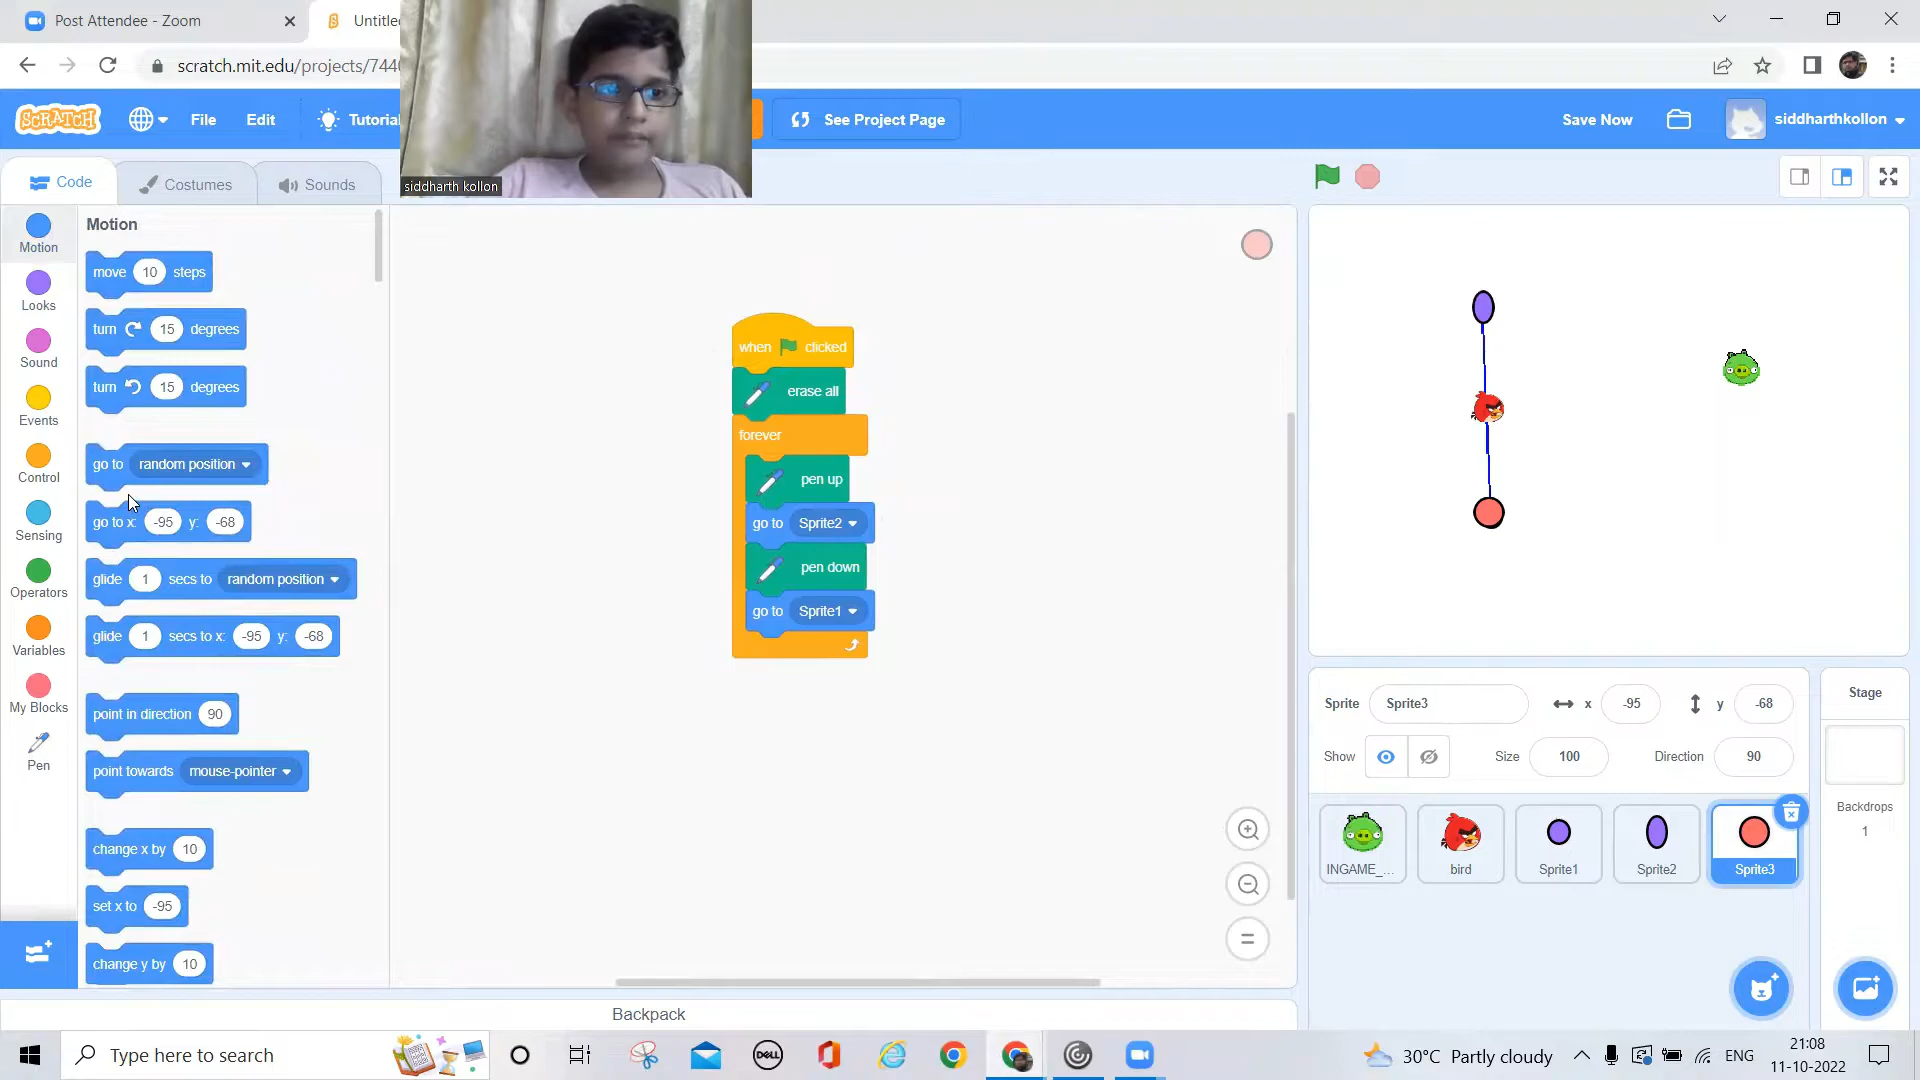 Post Attendee - Zoom
Untitle
scratch.mit.edu/projects/7440
SCRATCH
File
Edit
Tutorial
See Project Page
Save Now
siddharthkollon
siddharth kollon
Code
Costumes
Sounds
Motion
Looks
Sound
Events
Control
Sensing
Operators
Variables
My Blocks
Pen
Motion
move 10 steps
turn 15 degrees
turn 15 degrees
go to random position
go to x: -95 y: -68
glide 1 secs to random position
glide 1 secs to x: -95 y: -68
point in direction 90
point towards mouse-pointer
change x by 10
set x to -95
change y by 10
when clicked
erase all
forever
pen up
go to Sprite2
pen down
go to Sprite1
Backpack
Sprite Sprite3 x -95 y -68
Show Size 100 Direction 90
INGAME_...
bird
Sprite1
Sprite2
Sprite3
Stage
Backdrops
1
Type here to search
DELL
30°C Partly cloudy
ENG
21:08
11-10-2022